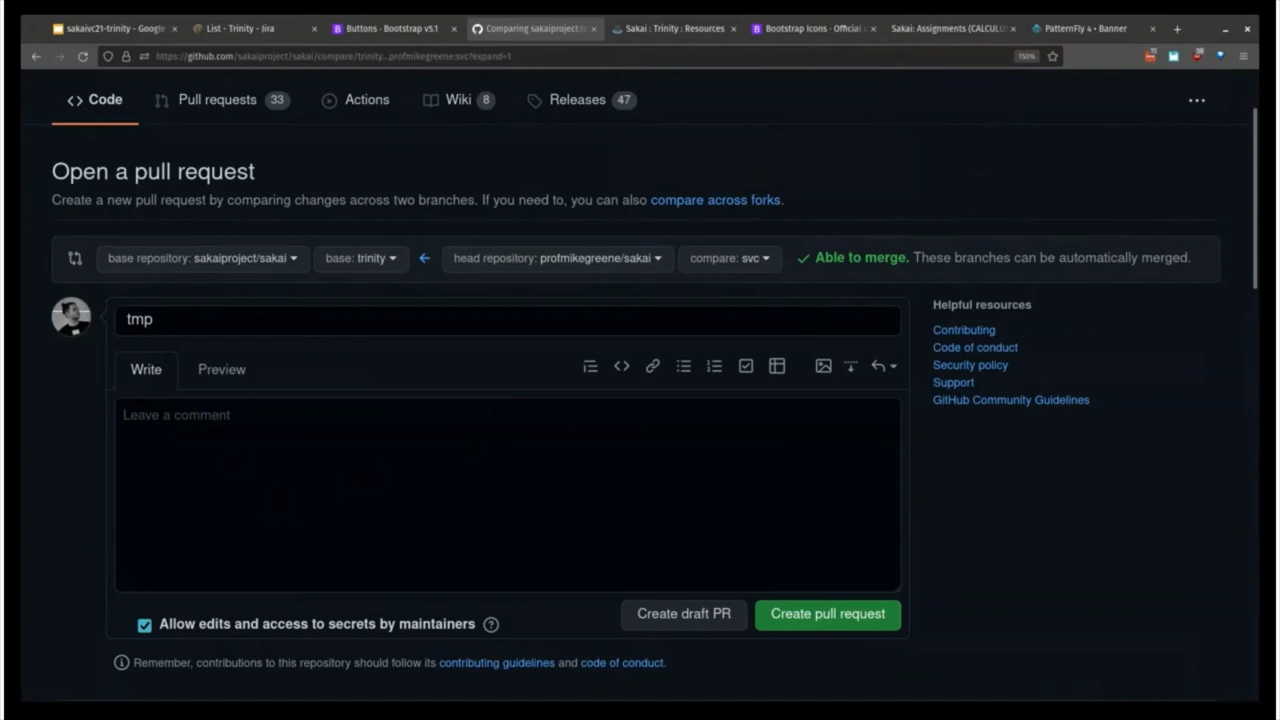 sakaivc21-trinity - Google
List - Trinity - Jira
Buttons · Bootstrap v5.1
Comparing sakaiproject:t
Sakai : Trinity : Resources
Bootstrap Icons · Official
Sakai: Assignments (CALCUL
PatternFly 4 • Banner
https://github.com/sakaiproject/sakai/compare/trinity...profmikegreene:svc?expand=1
150%
Code
Pull requests 33
Actions
Wiki 8
Releases 47
Open a pull request
Create a new pull request by comparing changes across two branches. If you need to, you can also compare across forks.
base repository: sakaiproject/sakai
base: trinity
head repository: profmikegreene/sakai
compare: svc
Able to merge. These branches can be automatically merged.
tmp
Write
Preview
Leave a comment
Allow edits and access to secrets by maintainers
Create draft PR
Create pull request
Remember, contributions to this repository should follow its contributing guidelines and code of conduct.
Helpful resources
Contributing
Code of conduct
Security policy
Support
GitHub Community Guidelines